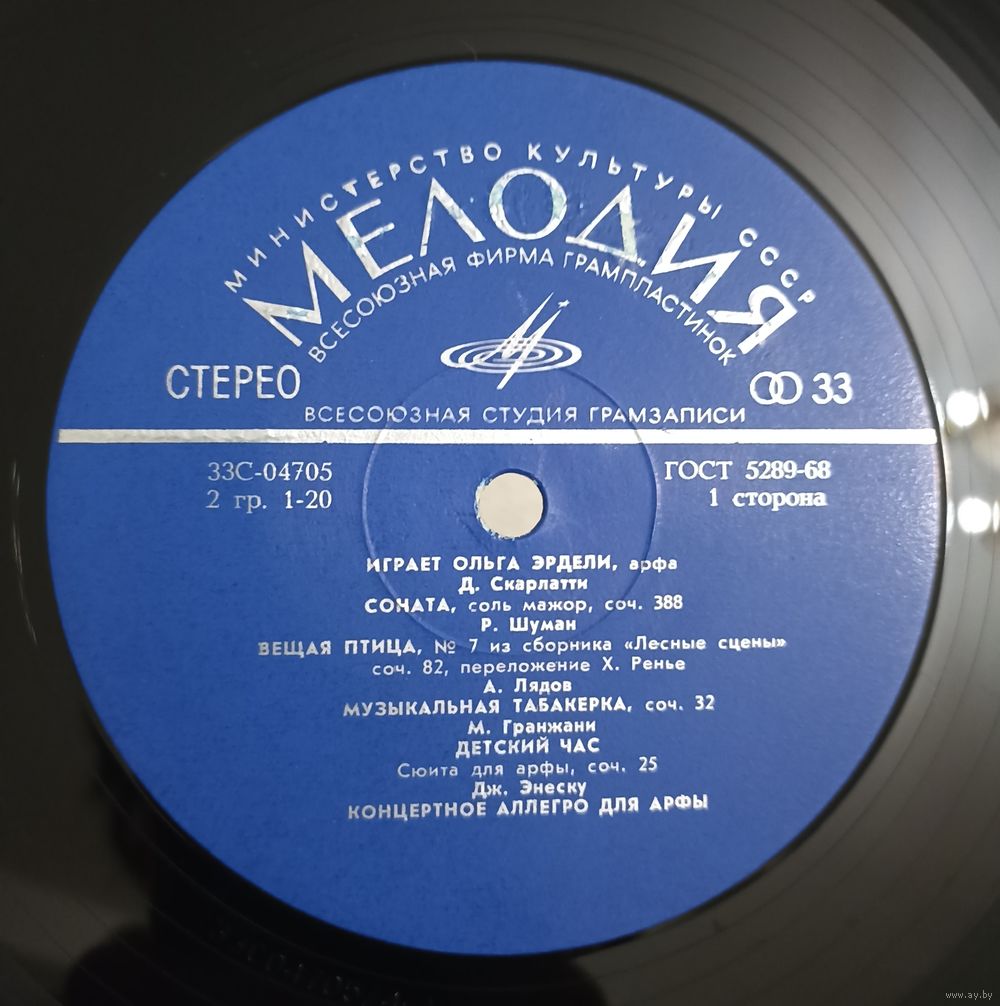 МИНИСТЕРСТВО КУЛЬТУРЫ СССР
МЕЛОДИЯ
ВСЕСОЮЗНАЯ ФИРМА ГРАМПЛАСТИНОК
СТЕРЕО
33
ВСЕСОЮЗНАЯ СТУДИЯ ГРАМЗАПИСИ
33С-04705
ГОСТ 5289-68
2 гр. 1-20
1 сторона
ИГРАЕТ ОЛЬГА ЭРДЕЛИ, арфа
Д. Скарлатти
СОНАТА, соль мажор, соч. 388
Р. Шуман
ВЕЩАЯ ПТИЦА, № 7 из сборника «Лесные сцены»
соч. 82, переложение Х. Ренье
А. Лядов
МУЗЫКАЛЬНАЯ ТАБАКЕРКА, соч. 32
М. Гранжани
ДЕТСКИЙ ЧАС
Сюита для арфы, соч. 25
Дж. Энеску
КОНЦЕРТНОЕ АЛЛЕГРО ДЛЯ АРФЫ
www.ay.by